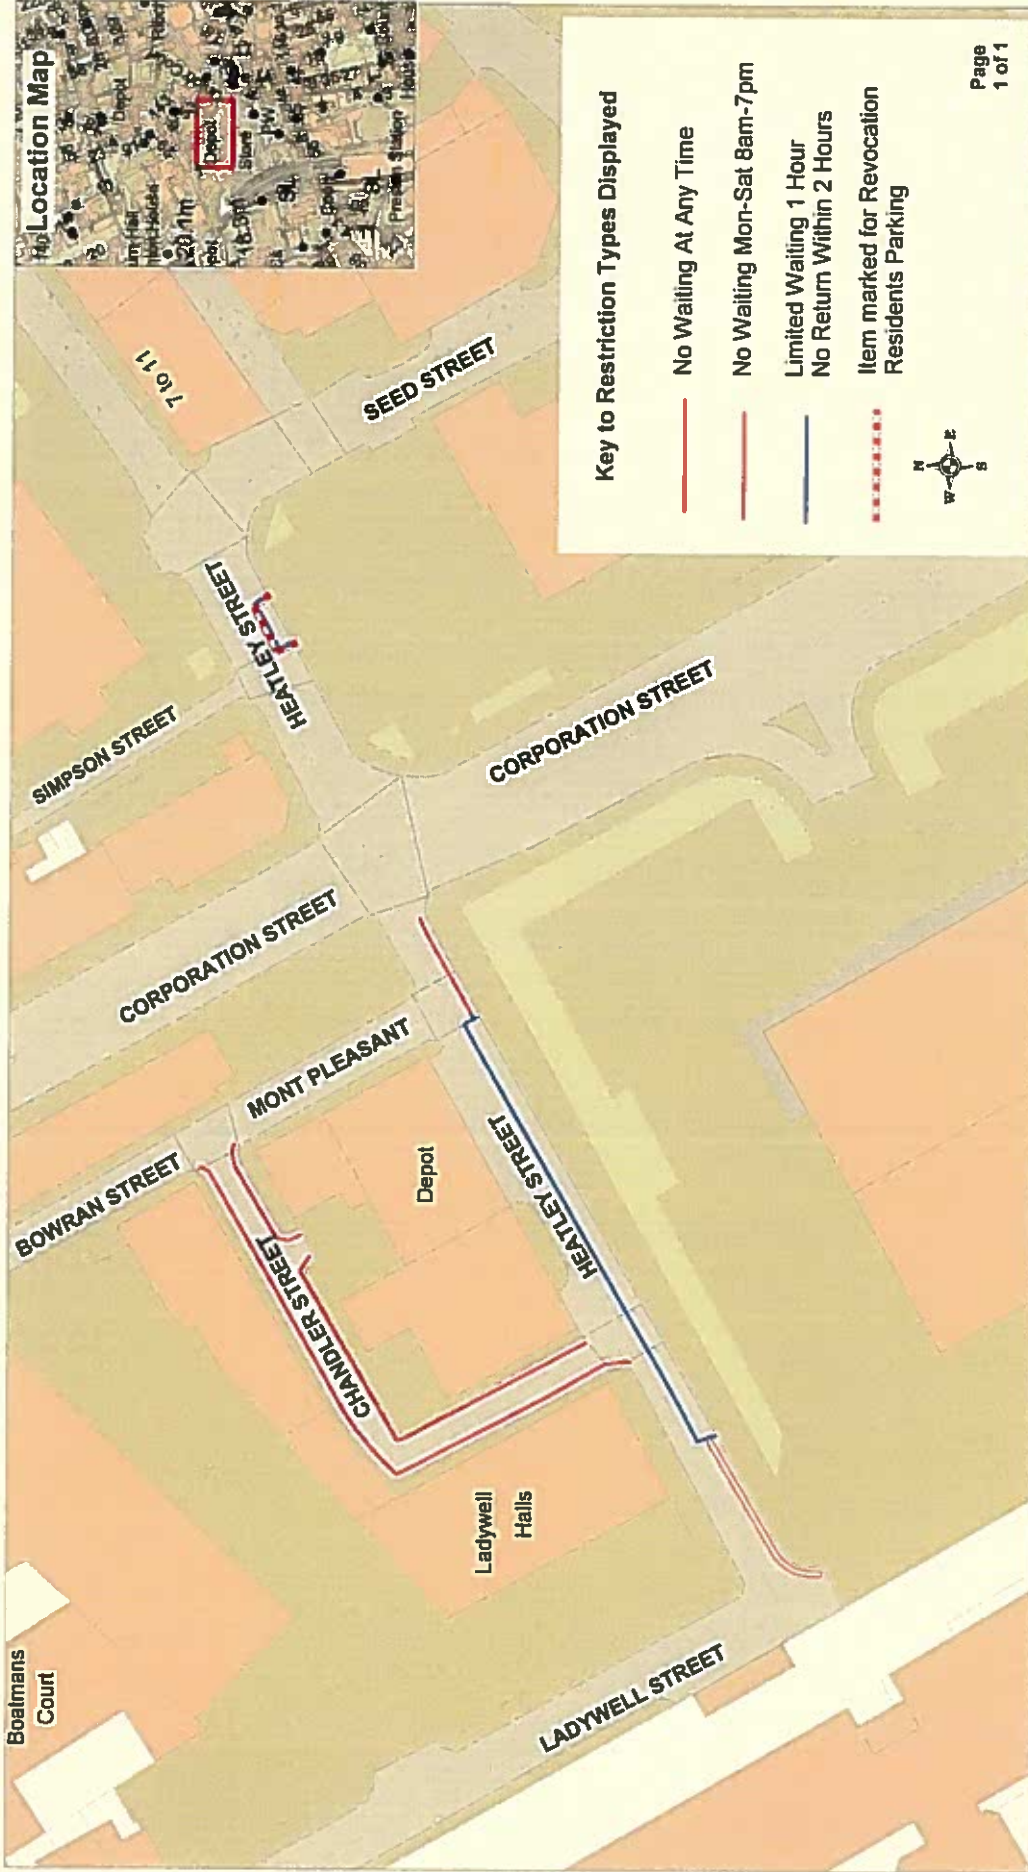 Location Map
Depot
Depot
Store
Boatmans
Court
BOWRAN STREET
CORPORATION STREET
SIMPSON STREET
7 to 11
MONT PLEASANT
CHANDLER STREET
HEATLEY STREET
SEED STREET
Ladywell
Halls
Depot
HEATLEY STREET
CORPORATION STREET
LADYWELL STREET
Key to Restriction Types Displayed
No Waiting At Any Time
No Waiting Mon-Sat 8am-7pm
Limited Waiting 1 Hour
No Return Within 2 Hours
Item marked for Revocation
Residents Parking
N
W
E
S
Page
1 of 1